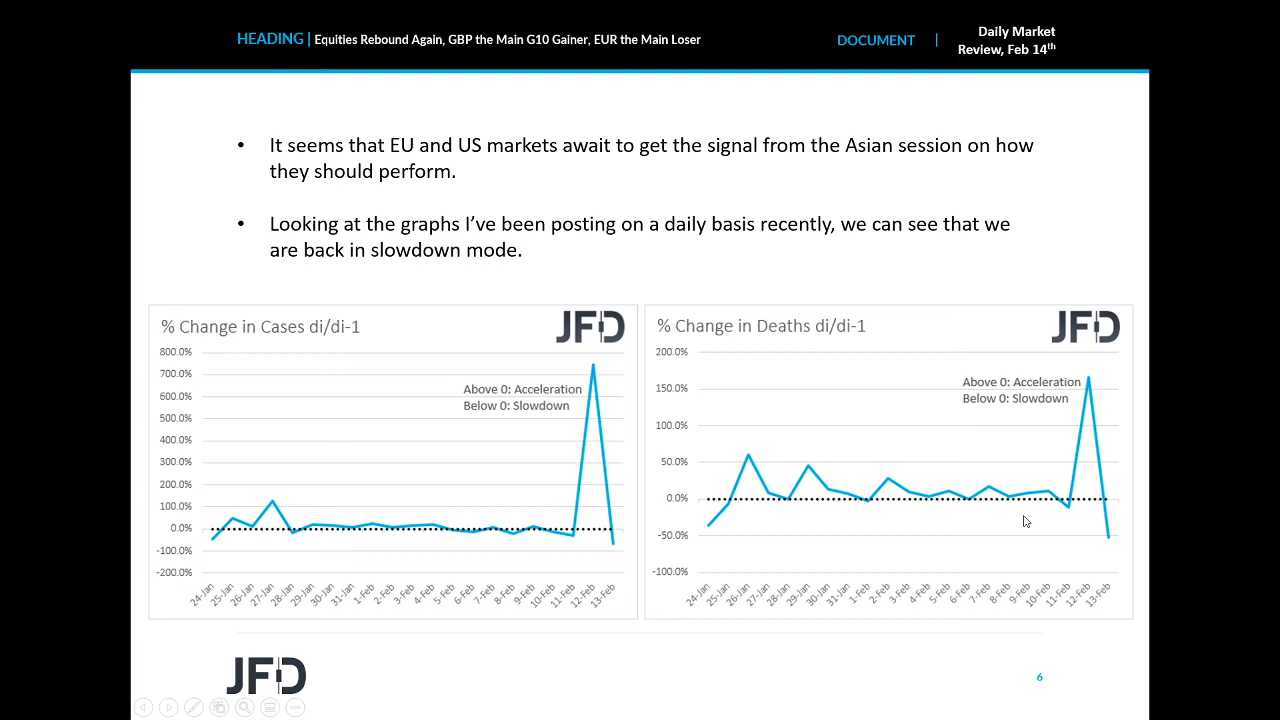 HEADING | Equities Rebound Again, GBP the Main G10 Gainer, EUR the Main Loser
DOCUMENT | Daily Market
Review, Feb 14th
• It seems that EU and US markets await to get the signal from the Asian session on how
they should perform.
• Looking at the graphs I've been posting on a daily basis recently, we can see that we
are back in slowdown mode.
% Change in Cases di/di-1
JFD
800.0%
700.0%
600.0%
500.0%
400.0%
300.0%
200.0%
100.0%
0.0%
-100.0%
-200.0%
Above 0: Acceleration
Below 0: Slowdown
24-Jan 25-Jan 26-Jan 27-Jan 28-Jan 29-Jan 30-Jan 31-Jan 1-Feb 2-Feb 3-Feb 4-Feb 5-Feb 6-Feb 7-Feb 8-Feb 9-Feb 10-Feb 11-Feb 12-Feb 13-Feb
% Change in Deaths di/di-1
JFD
200.0%
150.0%
100.0%
50.0%
0.0%
-50.0%
-100.0%
Above 0: Acceleration
Below 0: Slowdown
24-Jan 25-Jan 26-Jan 27-Jan 28-Jan 29-Jan 30-Jan 31-Jan 1-Feb 2-Feb 3-Feb 4-Feb 5-Feb 6-Feb 7-Feb 8-Feb 9-Feb 10-Feb 11-Feb 12-Feb 13-Feb
JFD
6